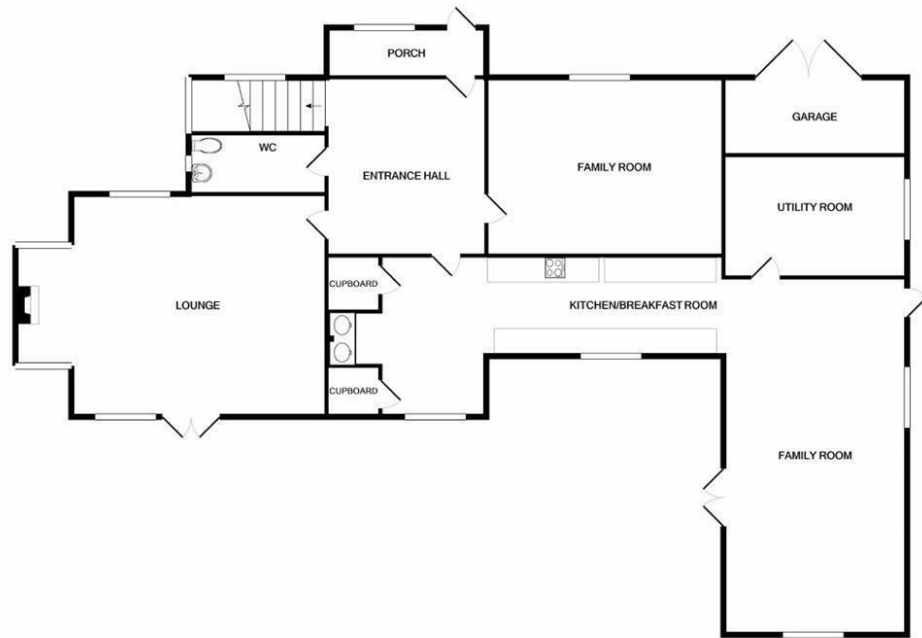 PORCH
GARAGE
WC
ENTRANCE HALL
FAMILY ROOM
UTILITY ROOM
CUPBOARD
LOUNGE
KITCHEN/BREAKFAST ROOM
CUPBOARD
FAMILY ROOM